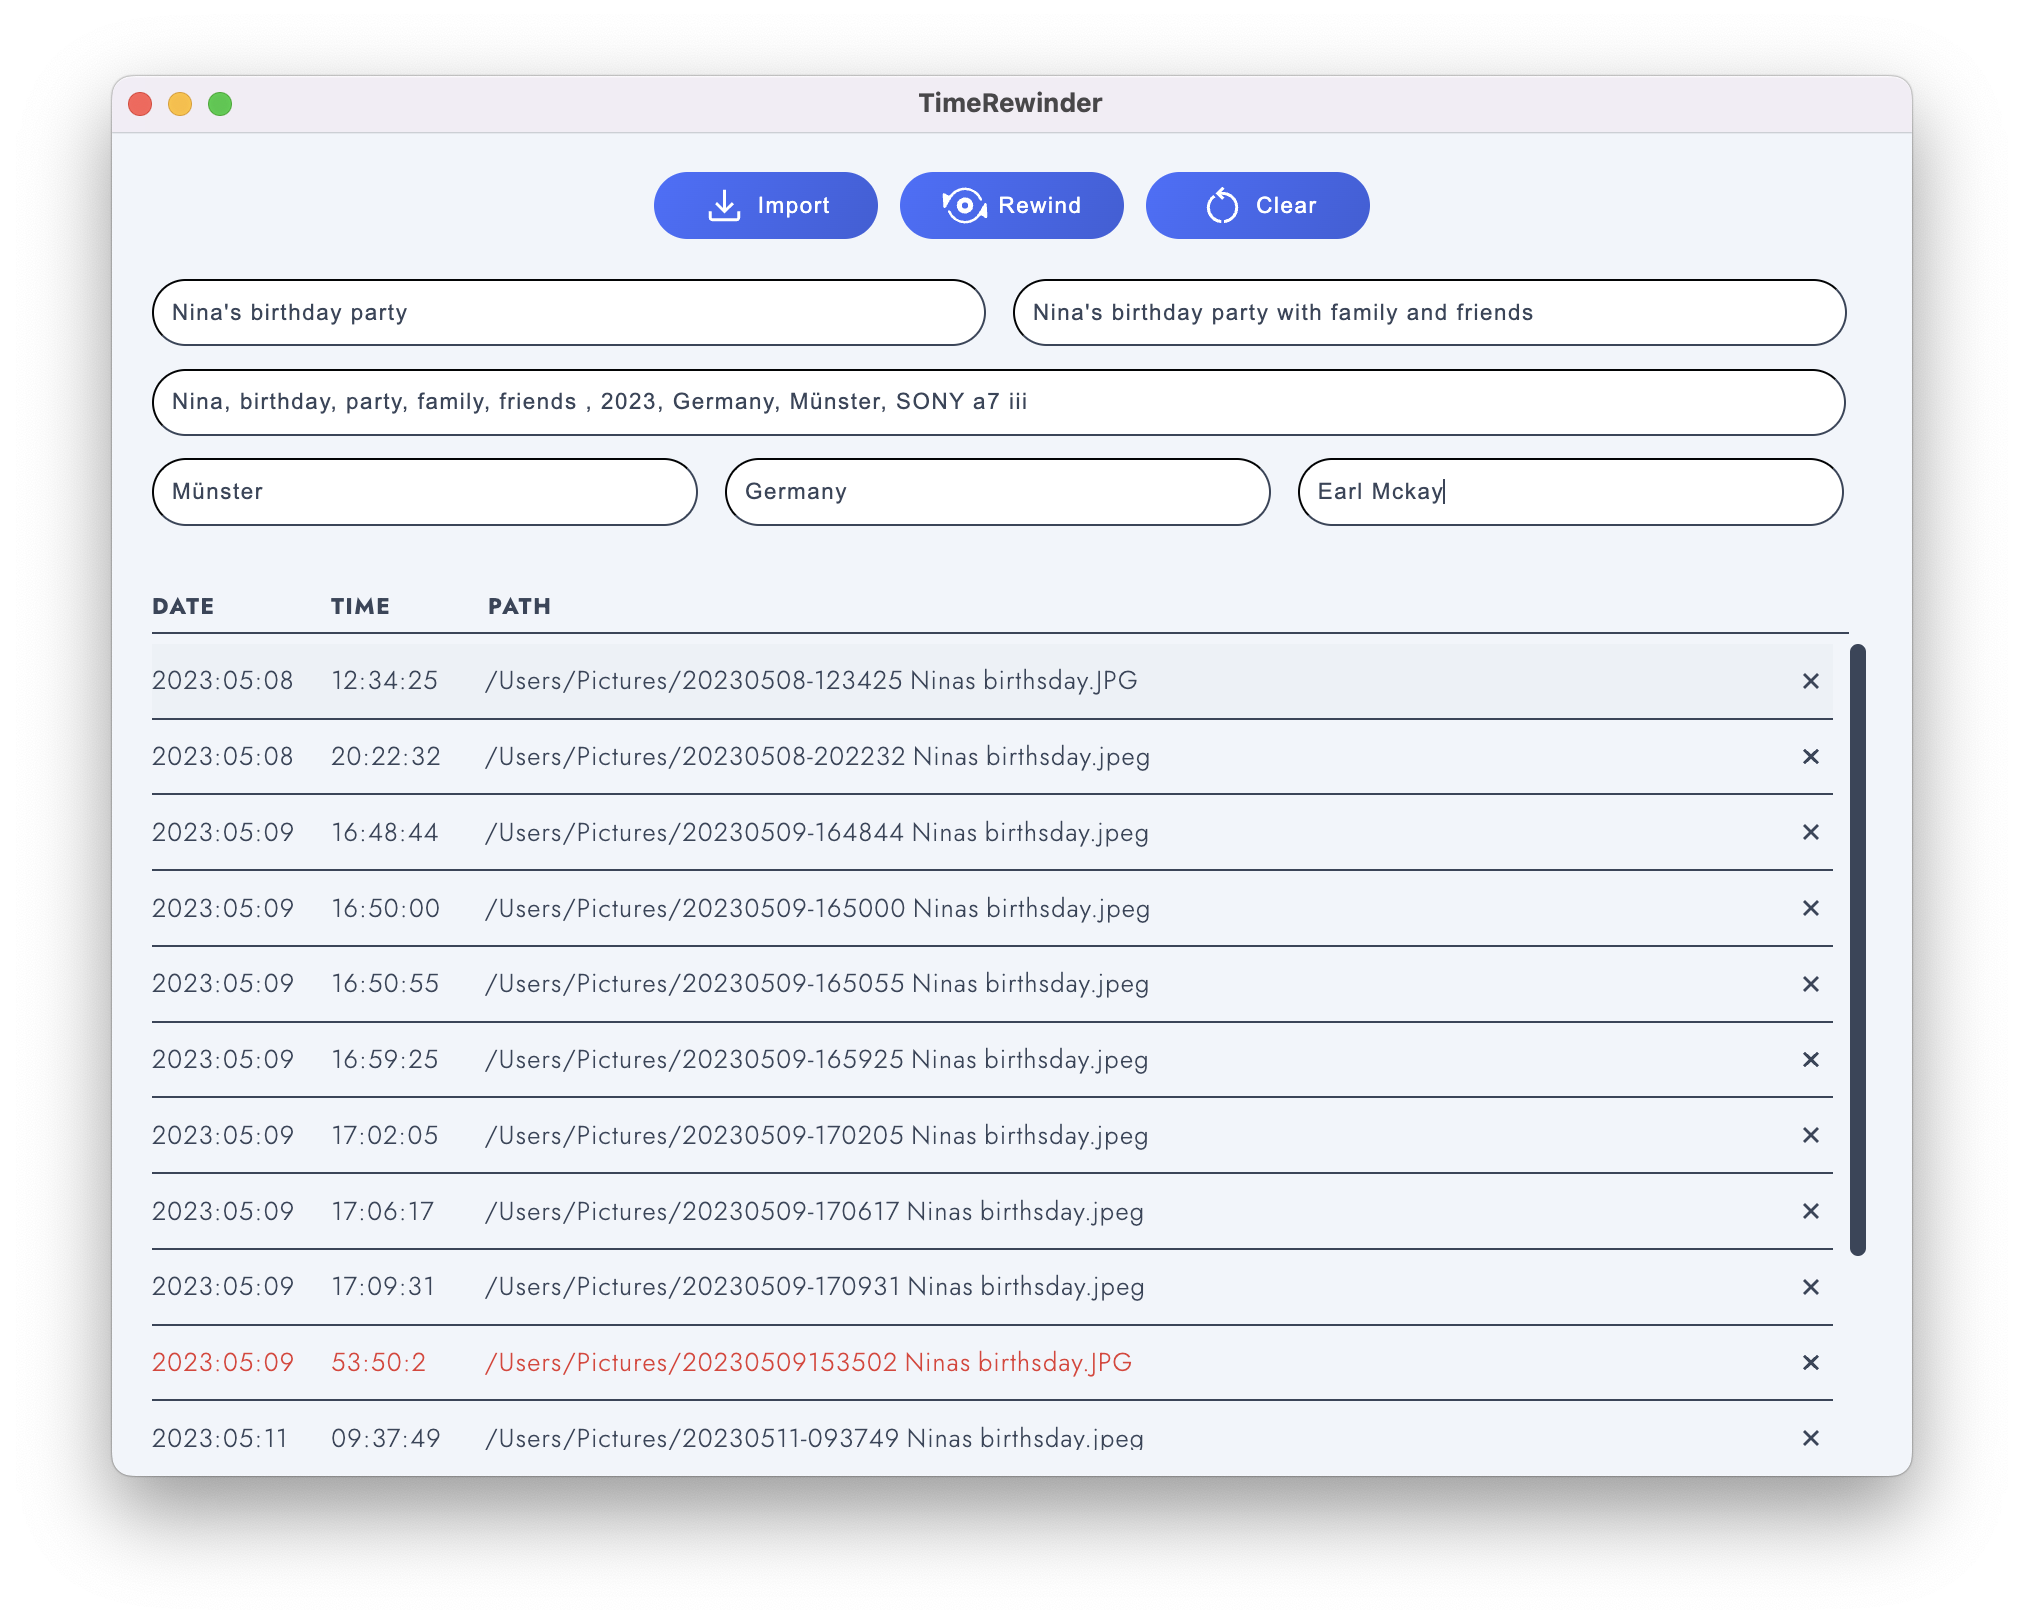 TimeRewinder
Import Rewind Clear
Nina's birthday party Nina's birthday party with family and friends
Nina, birthday, party, family, friends , 2023, Germany, Münster, SONY a7 iii
Münster Germany Earl Mckay
DATE TIME PATH
2023:05:08 12:34:25 /Users/Pictures/20230508-123425 Ninas birthsday.JPG
2023:05:08 20:22:32 /Users/Pictures/20230508-202232 Ninas birthsday.jpeg
2023:05:09 16:48:44 /Users/Pictures/20230509-164844 Ninas birthsday.jpeg
2023:05:09 16:50:00 /Users/Pictures/20230509-165000 Ninas birthsday.jpeg
2023:05:09 16:50:55 /Users/Pictures/20230509-165055 Ninas birthsday.jpeg
2023:05:09 16:59:25 /Users/Pictures/20230509-165925 Ninas birthsday.jpeg
2023:05:09 17:02:05 /Users/Pictures/20230509-170205 Ninas birthsday.jpeg
2023:05:09 17:06:17 /Users/Pictures/20230509-170617 Ninas birthsday.jpeg
2023:05:09 17:09:31 /Users/Pictures/20230509-170931 Ninas birthsday.jpeg
2023:05:09 53:50:2 /Users/Pictures/20230509153502 Ninas birthsday.JPG
2023:05:11 09:37:49 /Users/Pictures/20230511-093749 Ninas birthsday.jpeg